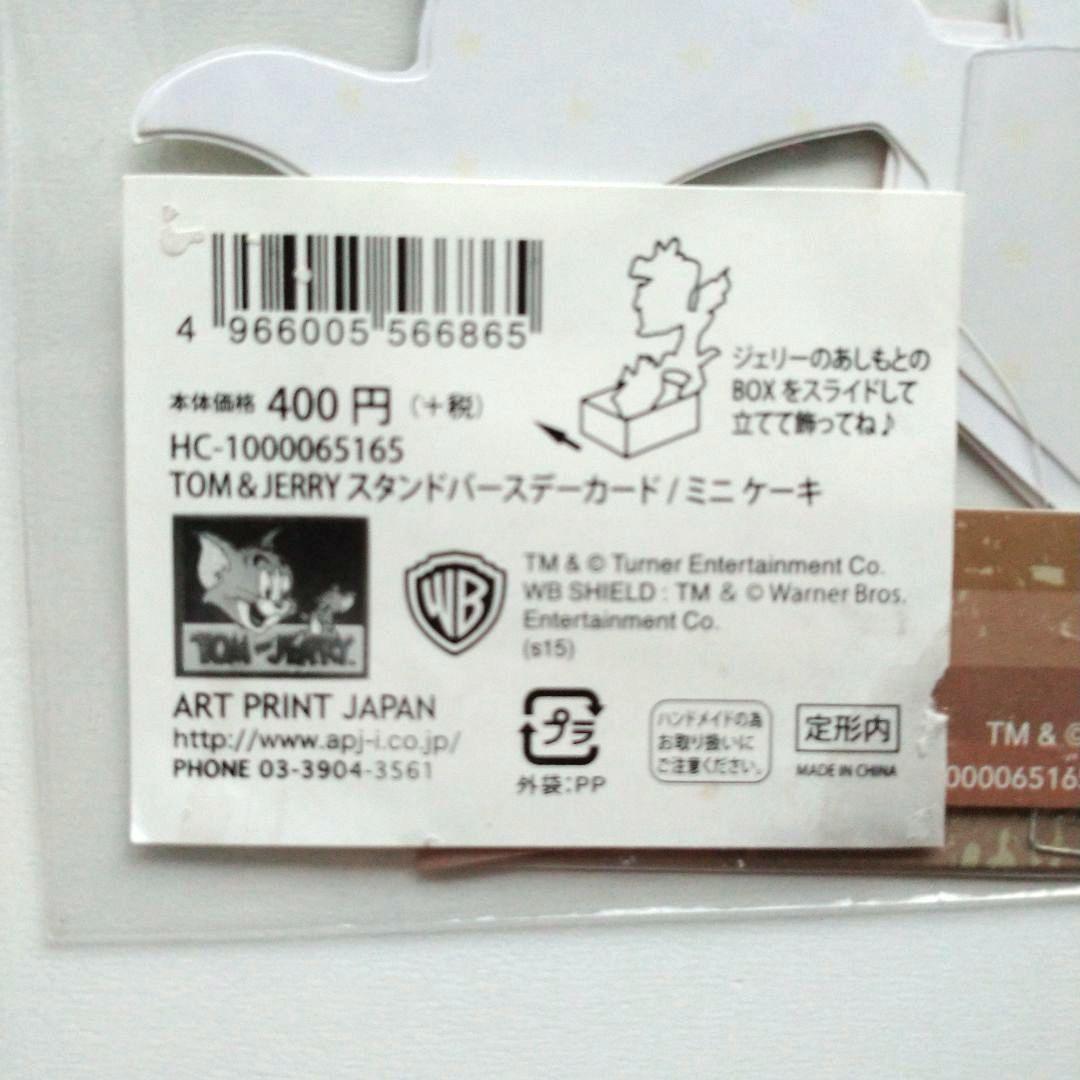 4 966005 566865
本体価格 400円 (+税)
HC-1000065165
TOM&JERRY スタンドバースデーカード / ミニ ケーキ
ジェリーのあしもとの
BOX をスライドして
立てて飾ってね♪
TOM AND JERRY
WB
TM & © Turner Entertainment Co.
WB SHIELD : TM & © Warner Bros.
Entertainment Co.
(s15)
ART PRINT JAPAN
http://www.apj-i.co.jp/
PHONE 03-3904-3561
プラ
外袋:PP
ハンドメイドの為
お取り扱いに
ご注意ください。
定形内
MADE IN CHINA
TM & ©
000006516